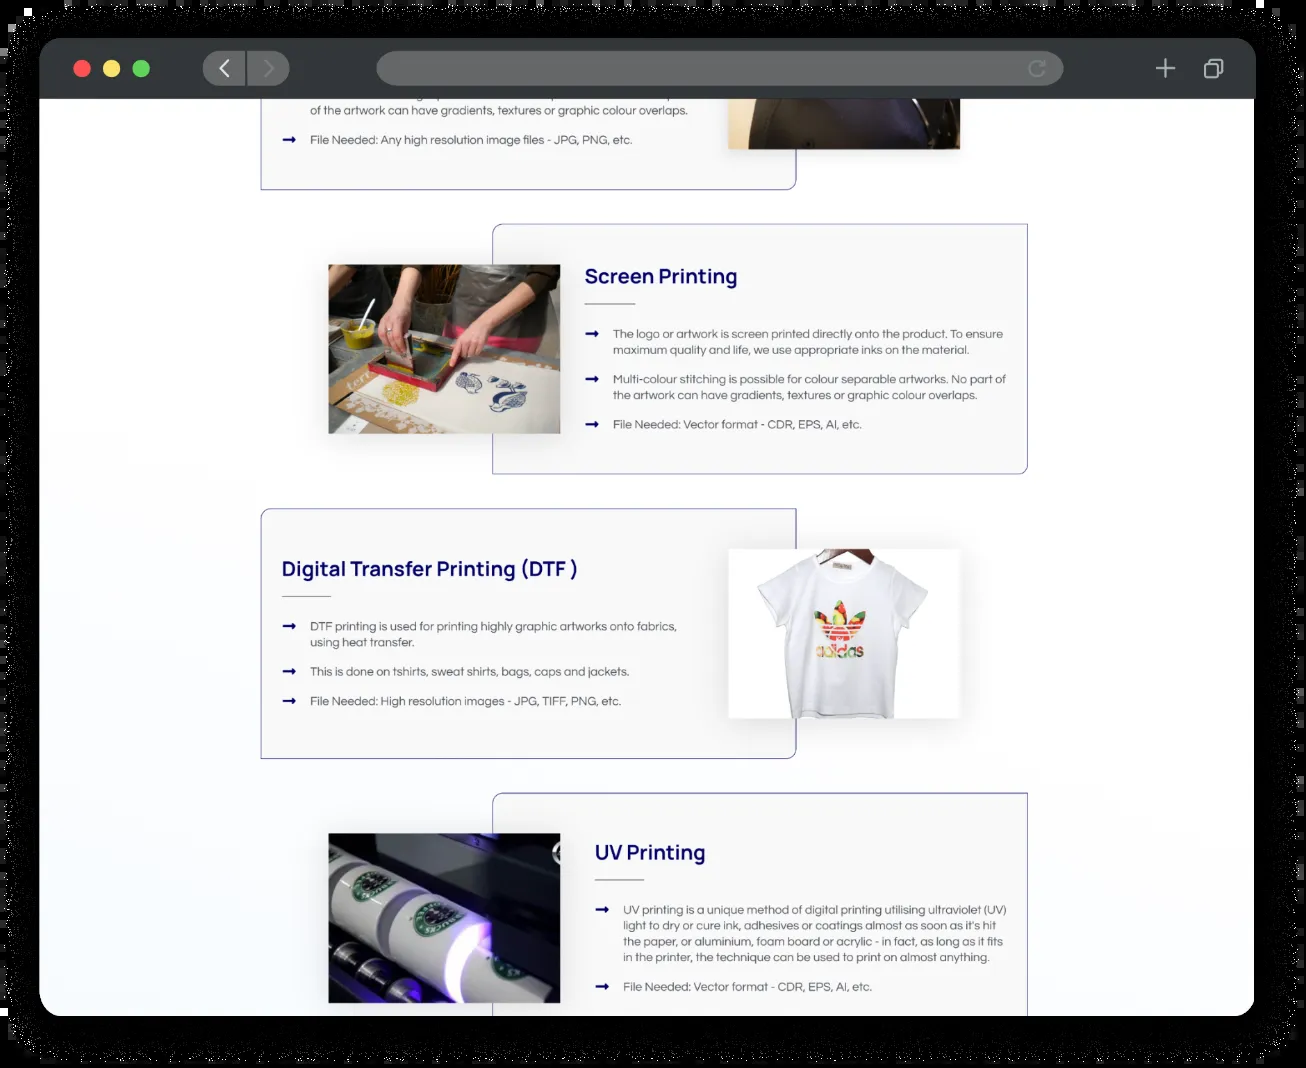 of the artwork can have gradients, textures or graphic colour overlaps.
File Needed: Any high resolution image files - JPG, PNG, etc.
Screen Printing
The logo or artwork is screen printed directly onto the product. To ensure
maximum quality and life, we use appropriate inks on the material.
Multi-colour stitching is possible for colour separable artworks. No part of
the artwork can have gradients, textures or graphic colour overlaps.
File Needed: Vector format - CDR, EPS, AI, etc.
Digital Transfer Printing (DTF )
DTF printing is used for printing highly graphic artworks onto fabrics,
using heat transfer.
This is done on tshirts, sweat shirts, bags, caps and jackets.
File Needed: High resolution images - JPG, TIFF, PNG, etc.
adidas
UV Printing
UV printing is a unique method of digital printing utilising ultraviolet (UV)
light to dry or cure ink, adhesives or coatings almost as soon as it's hit
the paper, or aluminium, foam board or acrylic - in fact, as long as it fits
in the printer, the technique can be used to print on almost anything.
File Needed: Vector format - CDR, EPS, AI, etc.